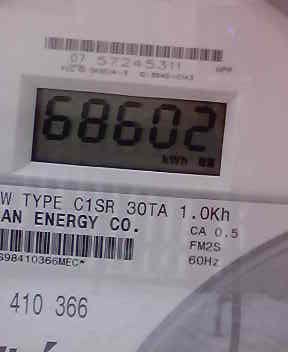 07 57245311
68602
kWh
W TYPE C1SR 30TA 1.0Kh
AN ENERGY CO.
CA 0.5
FM2S
60Hz
S98410366MEC*
410 366